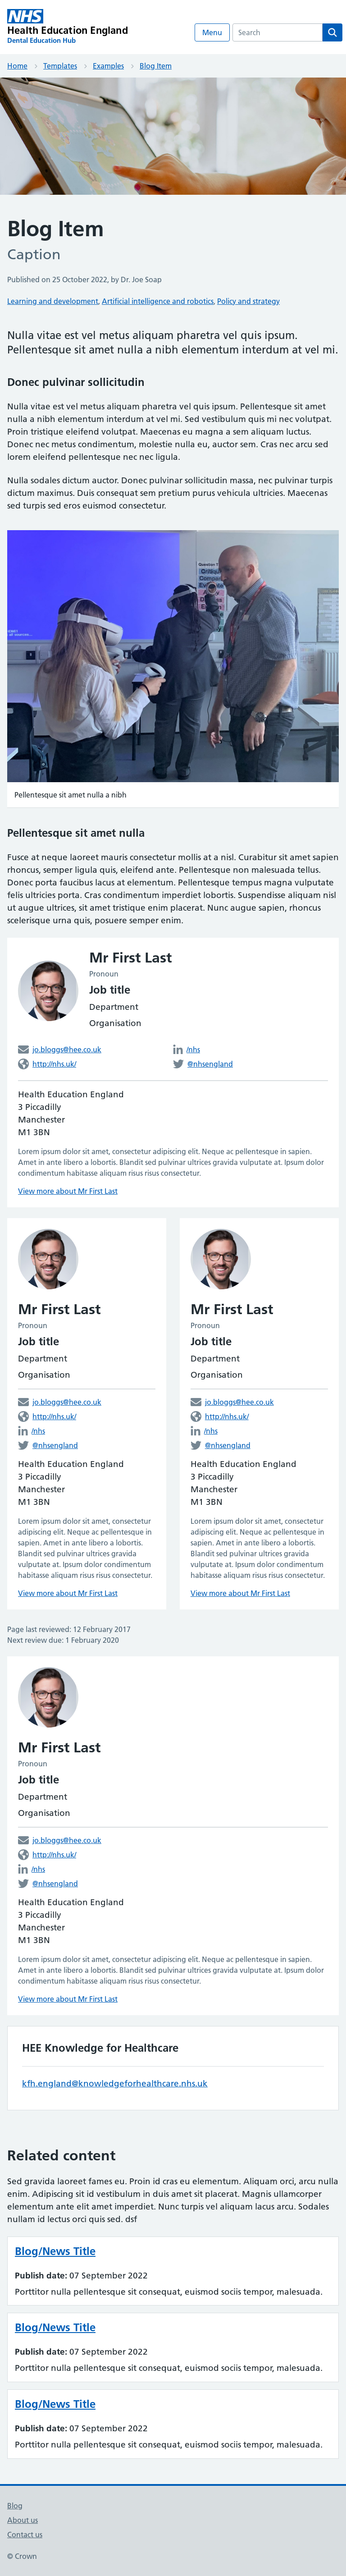 NHS
Health Education England
Dental Education Hub
Menu
Search
Home
Templates
Examples
Blog Item
Blog Item
Caption
Published on 25 October 2022, by Dr. Joe Soap
Learning and development, Artificial intelligence and robotics, Policy and strategy
Nulla vitae est vel metus aliquam pharetra vel quis ipsum.
Pellentesque sit amet nulla a nibh elementum interdum at vel mi.
Donec pulvinar sollicitudin
Nulla vitae est vel metus aliquam pharetra vel quis ipsum. Pellentesque sit amet
nulla a nibh elementum interdum at vel mi. Sed vestibulum quis mi nec volutpat.
Proin tristique eleifend volutpat. Maecenas eu magna a sem aliquam luctus.
Donec nec metus condimentum, molestie nulla eu, auctor sem. Cras nec arcu sed
lorem eleifend pellentesque nec nec ligula.
Nulla sodales dictum auctor. Donec pulvinar sollicitudin massa, nec pulvinar turpis
dictum maximus. Duis consequat sem pretium purus vehicula ultricies. Maecenas
sed turpis sed eros euismod consectetur.
Pellentesque sit amet nulla a nibh
Pellentesque sit amet nulla
Fusce at neque laoreet mauris consectetur mollis at a nisl. Curabitur sit amet sapien
rhoncus, semper ligula quis, eleifend ante. Pellentesque non malesuada tellus.
Donec porta faucibus lacus at elementum. Pellentesque tempus magna vulputate
felis ultricies porta. Cras condimentum imperdiet lobortis. Suspendisse aliquam nisl
ut augue ultrices, sit amet tristique enim placerat. Nunc augue sapien, rhoncus
scelerisque urna quis, posuere semper enim.
Mr First Last
Pronoun
Job title
Department
Organisation
jo.bloggs@hee.co.uk
/nhs
http://nhs.uk/
@nhsengland
Health Education England
3 Piccadilly
Manchester
M1 3BN
Lorem ipsum dolor sit amet, consectetur adipiscing elit. Neque ac pellentesque in sapien.
Amet in ante libero a lobortis. Blandit sed pulvinar ultrices gravida vulputate at. Ipsum dolor
condimentum habitasse aliquam risus risus consectetur.
View more about Mr First Last
Mr First Last
Pronoun
Job title
Department
Organisation
jo.bloggs@hee.co.uk
http://nhs.uk/
/nhs
@nhsengland
Health Education England
3 Piccadilly
Manchester
M1 3BN
Lorem ipsum dolor sit amet, consectetur
adipiscing elit. Neque ac pellentesque in
sapien. Amet in ante libero a lobortis.
Blandit sed pulvinar ultrices gravida
vulputate at. Ipsum dolor condimentum
habitasse aliquam risus risus consectetur.
View more about Mr First Last
Mr First Last
Pronoun
Job title
Department
Organisation
jo.bloggs@hee.co.uk
http://nhs.uk/
/nhs
@nhsengland
Health Education England
3 Piccadilly
Manchester
M1 3BN
Lorem ipsum dolor sit amet, consectetur
adipiscing elit. Neque ac pellentesque in
sapien. Amet in ante libero a lobortis.
Blandit sed pulvinar ultrices gravida
vulputate at. Ipsum dolor condimentum
habitasse aliquam risus risus consectetur.
View more about Mr First Last
Page last reviewed: 12 February 2017
Next review due: 1 February 2020
Mr First Last
Pronoun
Job title
Department
Organisation
jo.bloggs@hee.co.uk
http://nhs.uk/
/nhs
@nhsengland
Health Education England
3 Piccadilly
Manchester
M1 3BN
Lorem ipsum dolor sit amet, consectetur adipiscing elit. Neque ac pellentesque in sapien.
Amet in ante libero a lobortis. Blandit sed pulvinar ultrices gravida vulputate at. Ipsum dolor
condimentum habitasse aliquam risus risus consectetur.
View more about Mr First Last
HEE Knowledge for Healthcare
kfh.england@knowledgeforhealthcare.nhs.uk
Related content
Sed gravida laoreet fames eu. Proin id cras eu elementum. Aliquam orci, arcu nulla
enim. Adipiscing sit id vestibulum in duis amet sit placerat. Magnis ullamcorper
elementum ante elit amet imperdiet. Nunc turpis vel aliquam lacus arcu. Sodales
nullam id lectus orci quis sed. dsf
Blog/News Title
Publish date: 07 September 2022
Porttitor nulla pellentesque sit consequat, euismod sociis tempor, malesuada.
Blog/News Title
Publish date: 07 September 2022
Porttitor nulla pellentesque sit consequat, euismod sociis tempor, malesuada.
Blog/News Title
Publish date: 07 September 2022
Porttitor nulla pellentesque sit consequat, euismod sociis tempor, malesuada.
Blog
About us
Contact us
© Crown